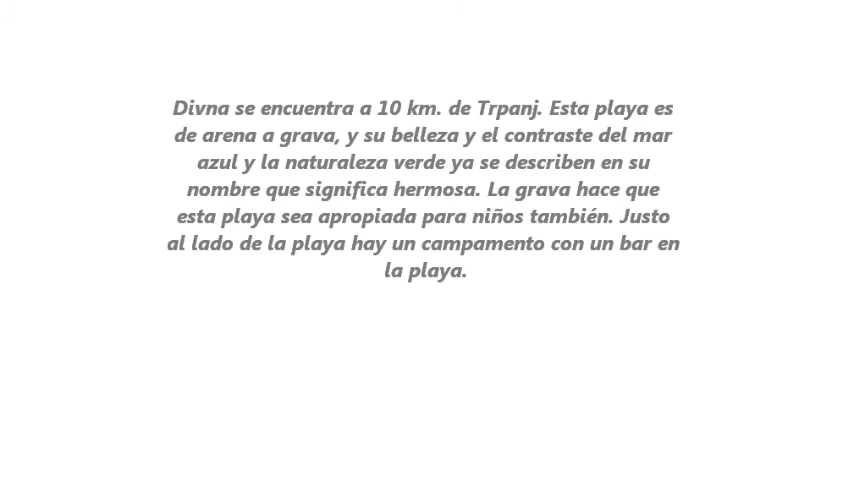 Divna se encuentra a 10 km. de Trpanj. Esta playa es
de arena a grava, y su belleza y el contraste del mar
azul y la naturaleza verde ya se describen en su
nombre que significa hermosa. La grava hace que
esta playa sea apropiada para niños también. Justo
al lado de la playa hay un campamento con un bar en
la playa.